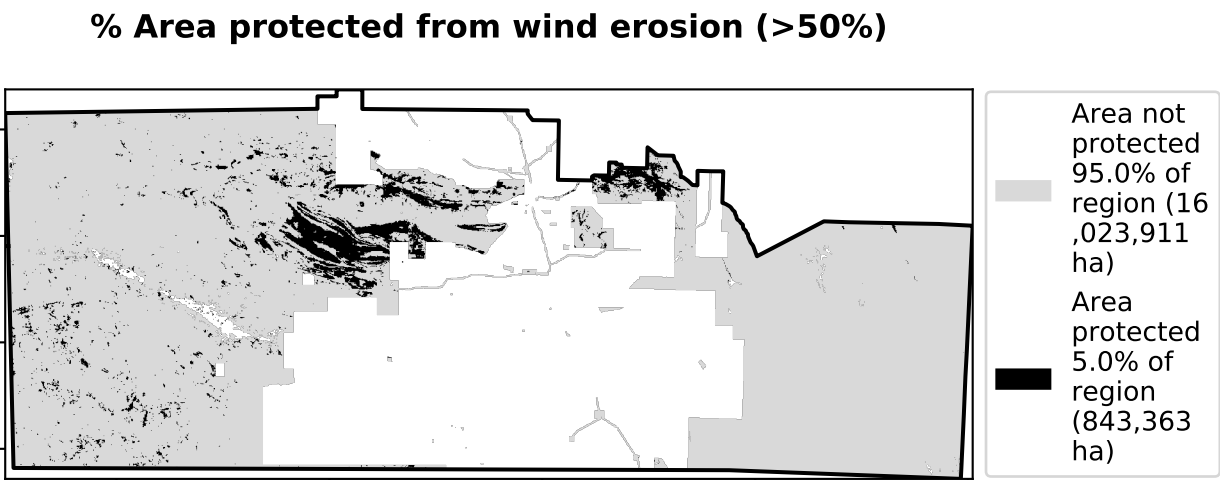 % Area protected from wind erosion (>50%)
Area not
protected
95.0% of
region (16
,023,911
ha)
Area
protected
5.0% of
region
(843,363
ha)